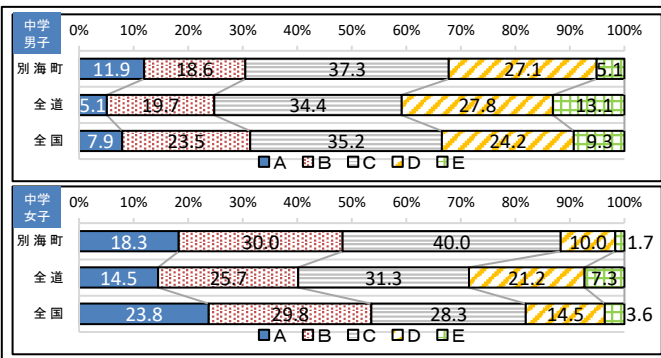 中学
男子
0% 10% 20% 30% 40% 50% 60% 70% 80% 90% 100%
別海町 11.9 18.6 37.3 27.1 5.1
全道 5.1 19.7 34.4 27.8 13.1
全国 7.9 23.5 35.2 24.2 9.3
A B C D E
中学
女子
0% 10% 20% 30% 40% 50% 60% 70% 80% 90% 100%
別海町 18.3 30.0 40.0 10.0 1.7
全道 14.5 25.7 31.3 21.2 7.3
全国 23.8 29.8 28.3 14.5 3.6
A B C D E